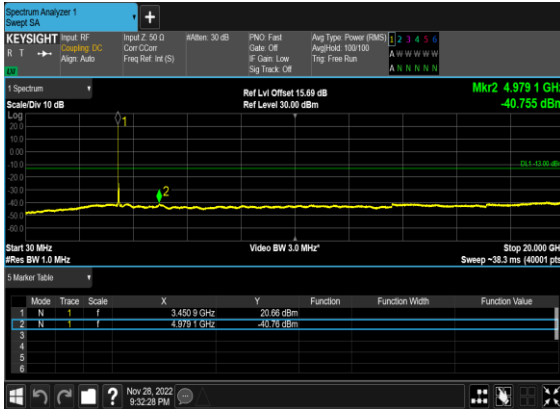 Spectrum Analyzer 1
Swept SA
KEYSIGHT
R T
LXI
Input: RF
Coupling: DC
Align: Auto
Input Z: 50 Ω
Corr CCorr
Freq Ref: Int (S)
#Atten: 30 dB
PNO: Fast
Gate: Off
IF Gain: Low
Sig Track: Off
Avg Type: Power (RMS)
Avg|Hold: 100/100
Trig: Free Run
1 2 3 4 5 6
A W W W W W
A N N N N N
1 Spectrum
Scale/Div 10 dB
Ref Lvl Offset 15.69 dB
Ref Level 30.00 dBm
Mkr2 4.979 1 GHz
-40.755 dBm
Log
20.0
10.0
0.00
-10.0
-20.0
-30.0
-40.0
-50.0
-60.0
1
2
DL1 -13.00 dBm
Start 30 MHz
#Res BW 1.0 MHz
Video BW 3.0 MHz*
Stop 20.000 GHz
Sweep ~38.3 ms (40001 pts)
5 Marker Table
Mode Trace Scale X Y Function Function Width Function Value
1 N 1 f 3.450 9 GHz 20.66 dBm
2 N 1 f 4.979 1 GHz -40.76 dBm
3
4
5
6
Nov 28, 2022
9:32:28 PM